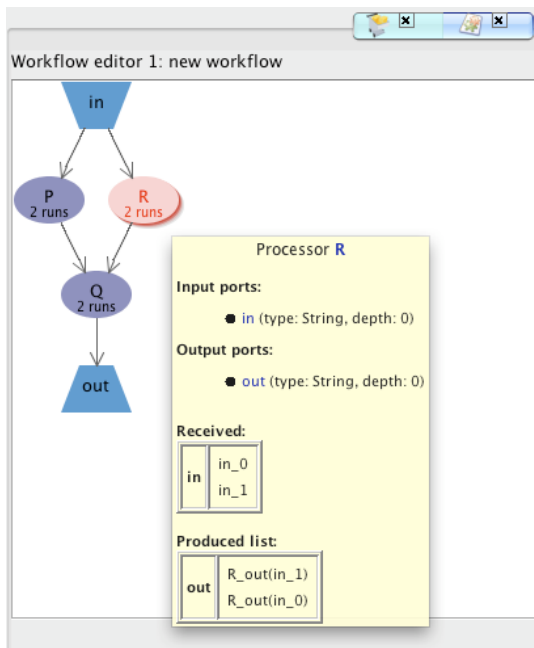 Workflow editor 1: new workflow
in
P
2 runs
R
2 runs
Q
2 runs
out
Processor R
Input ports:
● in (type: String, depth: 0)
Output ports:
● out (type: String, depth: 0)
Received:
in
in_0
in_1
Produced list:
out
R_out(in_1)
R_out(in_0)